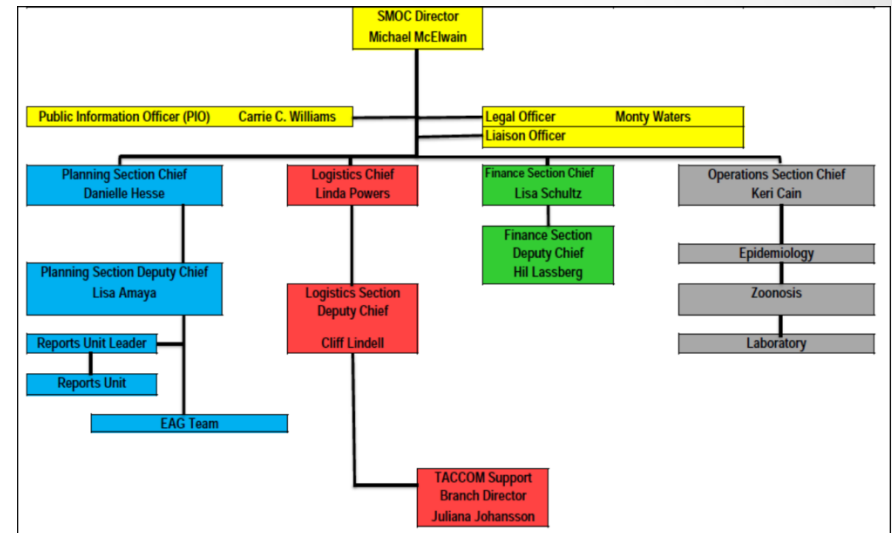 SMOC Director
Michael McElwain
Public Information Officer (PIO) Carrie C. Williams
Legal Officer Monty Waters
Liaison Officer
Planning Section Chief
Danielle Hesse
Logistics Chief
Linda Powers
Finance Section Chief
Lisa Schultz
Operations Section Chief
Keri Cain
Finance Section
Deputy Chief
Hil Lassberg
Epidemiology
Planning Section Deputy Chief
Lisa Amaya
Logistics Section
Deputy Chief
Cliff Lindell
Zoonosis
Reports Unit Leader
Laboratory
Reports Unit
EAG Team
TACCOM Support
Branch Director
Juliana Johansson